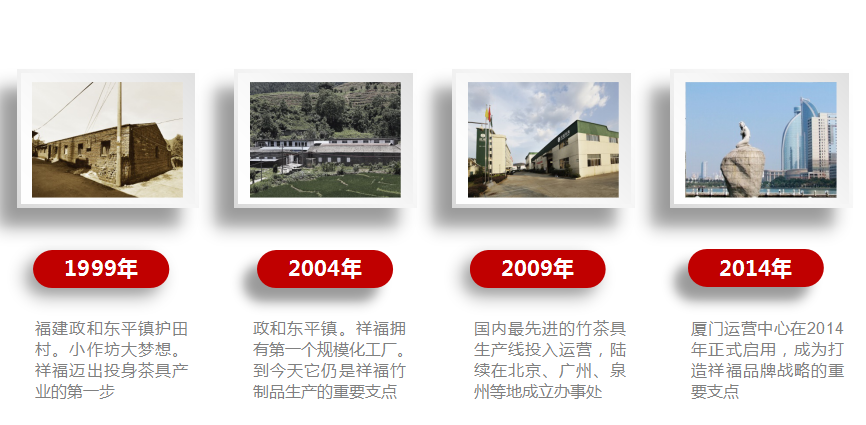 1999年
福建政和东平镇护田
村。小作坊大梦想。
祥福迈出投身茶具产
业的第一步
2004年
政和东平镇。祥福拥
有第一个规模化工厂。
到今天它仍是祥福竹
制品生产的重要支点
2009年
国内最先进的竹茶具
生产线投入运营，陆
续在北京、广州、泉
州等地成立办事处
2014年
厦门运营中心在2014
年正式启用，成为打
造祥福品牌战略的重
要支点